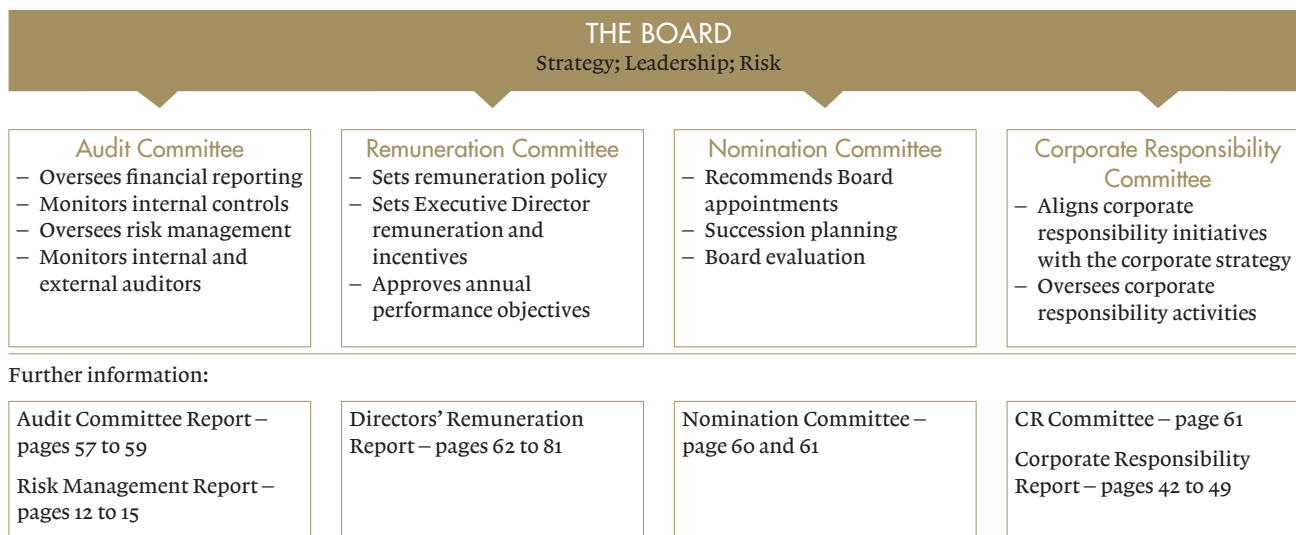 THE BOARD
Strategy; Leadership; Risk
Audit Committee
– Oversees financial reporting
– Monitors internal controls
– Oversees risk management
– Monitors internal and
external auditors
Remuneration Committee
– Sets remuneration policy
– Sets Executive Director
remuneration and
incentives
– Approves annual
performance objectives
Nomination Committee
– Recommends Board
appointments
– Succession planning
– Board evaluation
Corporate Responsibility
Committee
– Aligns corporate
responsibility initiatives
with the corporate strategy
– Oversees corporate
responsibility activities
Further information:
Audit Committee Report –
pages 57 to 59
Risk Management Report –
pages 12 to 15
Directors’ Remuneration
Report – pages 62 to 81
Nomination Committee –
page 60 and 61
CR Committee – page 61
Corporate Responsibility
Report – pages 42 to 49